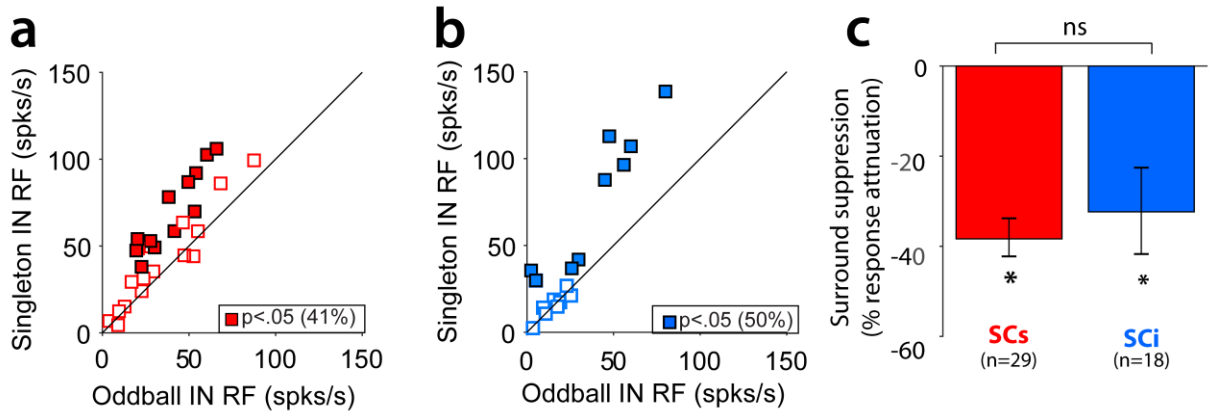 a
Singleton IN RF (spks/s)
150
100
50
0
0 50 100 150
Oddball IN RF (spks/s)
p<.05 (41%)
b
Singleton IN RF (spks/s)
150
100
50
0
0 50 100 150
Oddball IN RF (spks/s)
p<.05 (50%)
c
ns
Surround suppression
(% response attnuation)
0
-20
-40
-60
* *
SCs SCi
(n=29) (n=18)